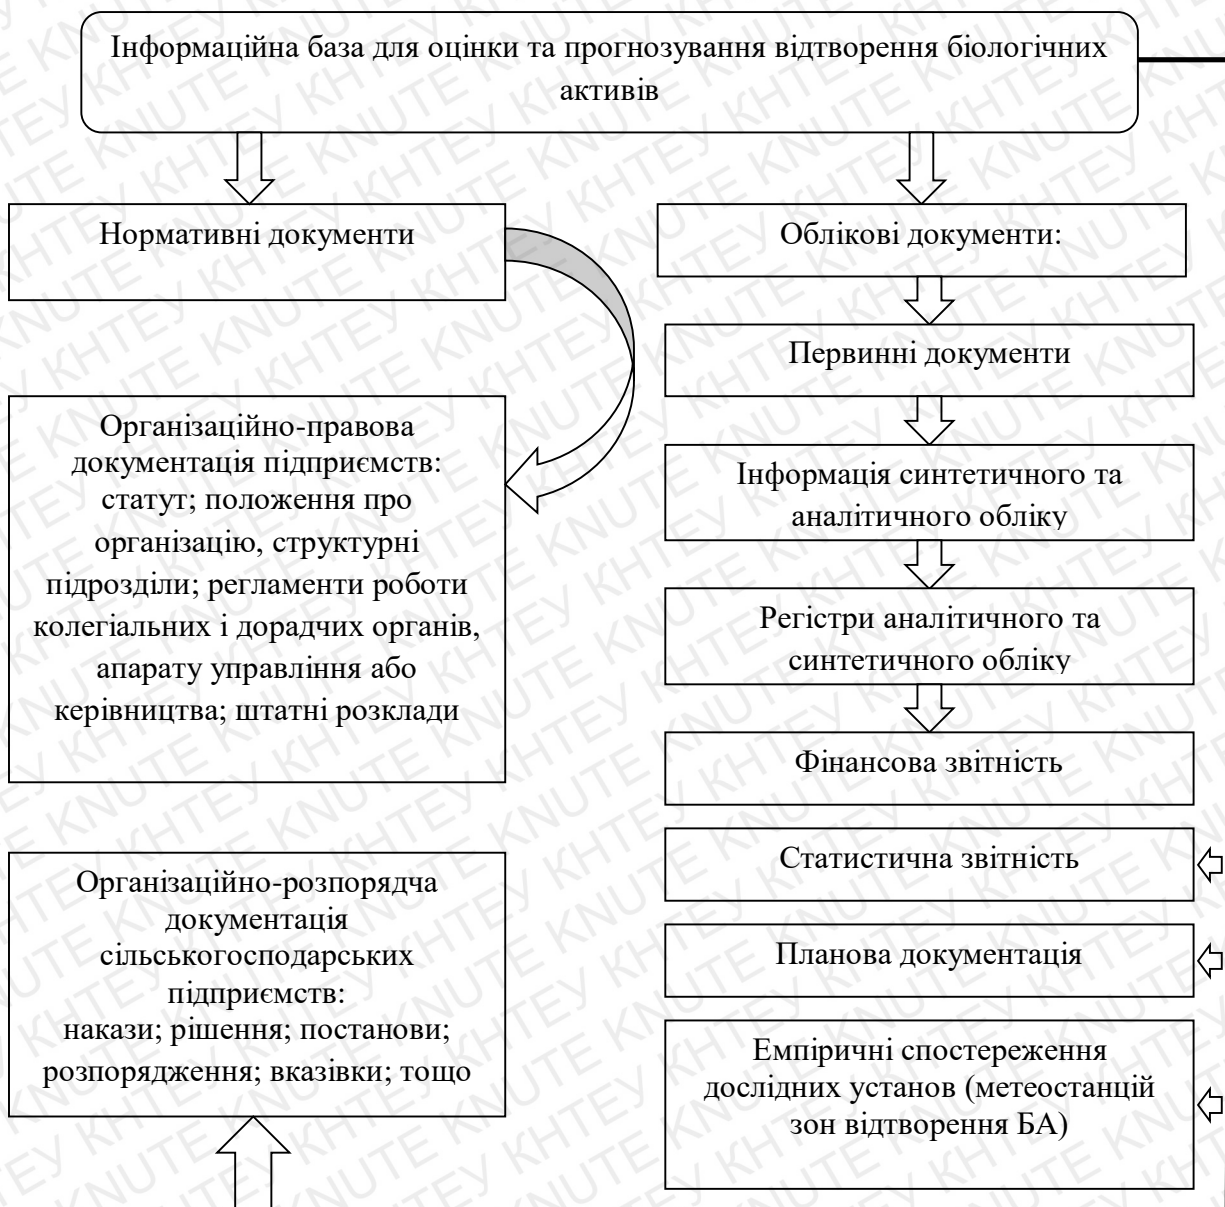 Інформаційна база для оцінки та прогнозування відтворення біологічних
активів
Нормативні документи
Облікові документи:
Первинні документи
Організаційно-правова
документація підприємств:
статут; положення про
організацію, структурні
підрозділи; регламенти роботи
колегіальних і дорадчих органів,
апарату управління або
керівництва; штатні розклади
Інформація синтетичного та
аналітичного обліку
Регістри аналітичного та
синтетичного обліку
Фінансова звітність
Статистична звітність
Планова документація
Організаційно-розпорядча
документація
сільськогосподарських
підприємств:
накази; рішення; постанови;
розпорядження; вказівки; тощо
Емпіричні спостереження
дослідних установ (метеостанцій
зон відтворення БА)